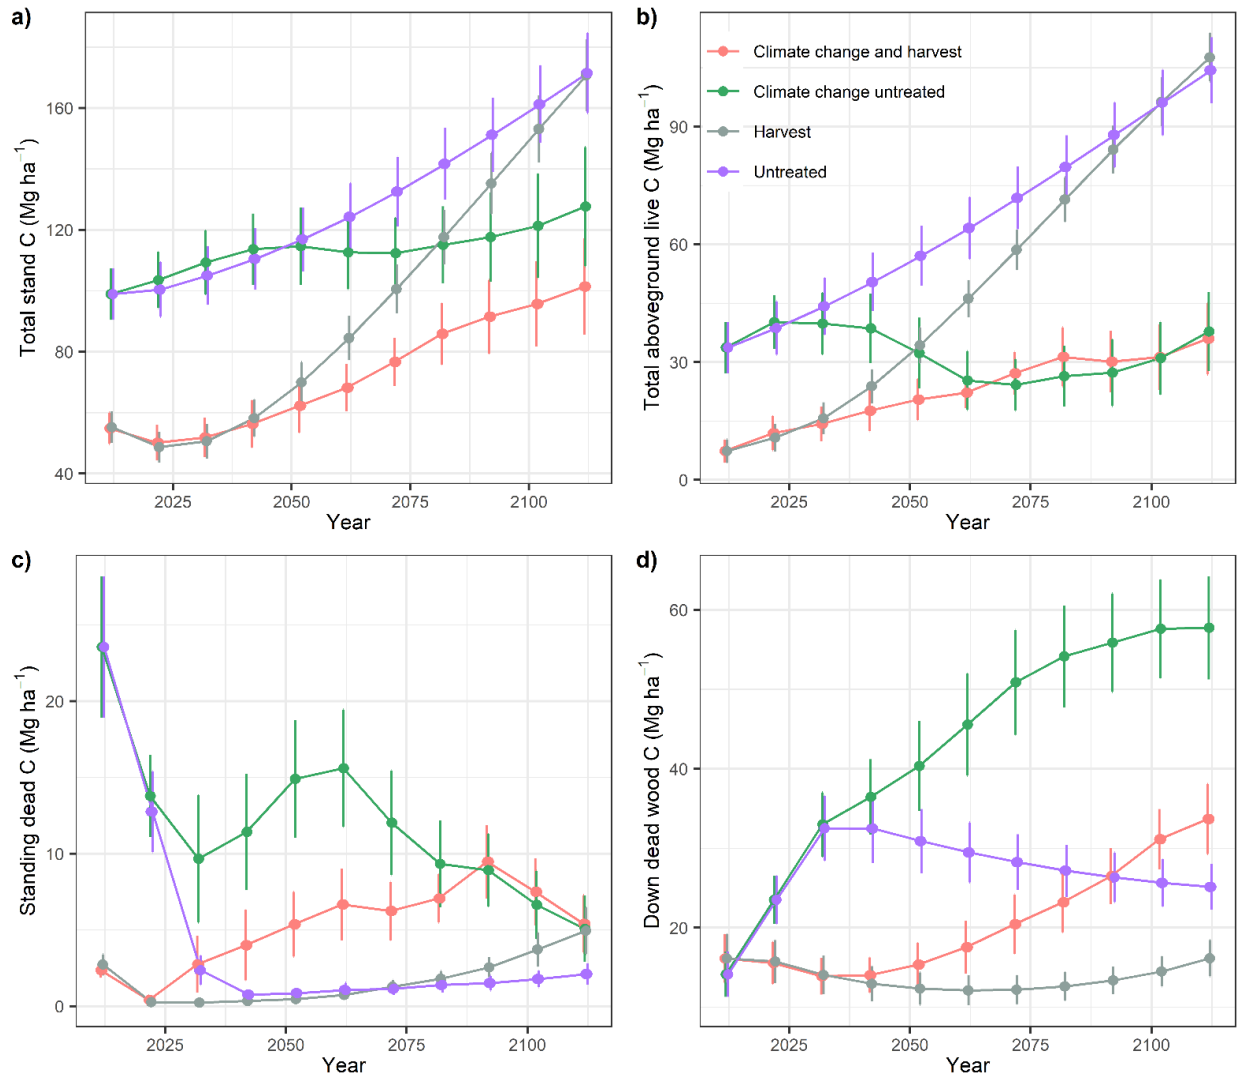 a)
Total stand C (Mg ha⁻¹)
160
120
80
40
2025 2050 2075 2100
Year
b)
Total aboveground live C (Mg ha⁻¹)
90
60
30
0
Climate change and harvest
Climate change untreated
Harvest
Untreated
2025 2050 2075 2100
Year
c)
Standing dead C (Mg ha⁻¹)
20
10
0
2025 2050 2075 2100
Year
d)
Down dead wood C (Mg ha⁻¹)
60
40
20
2025 2050 2075 2100
Year